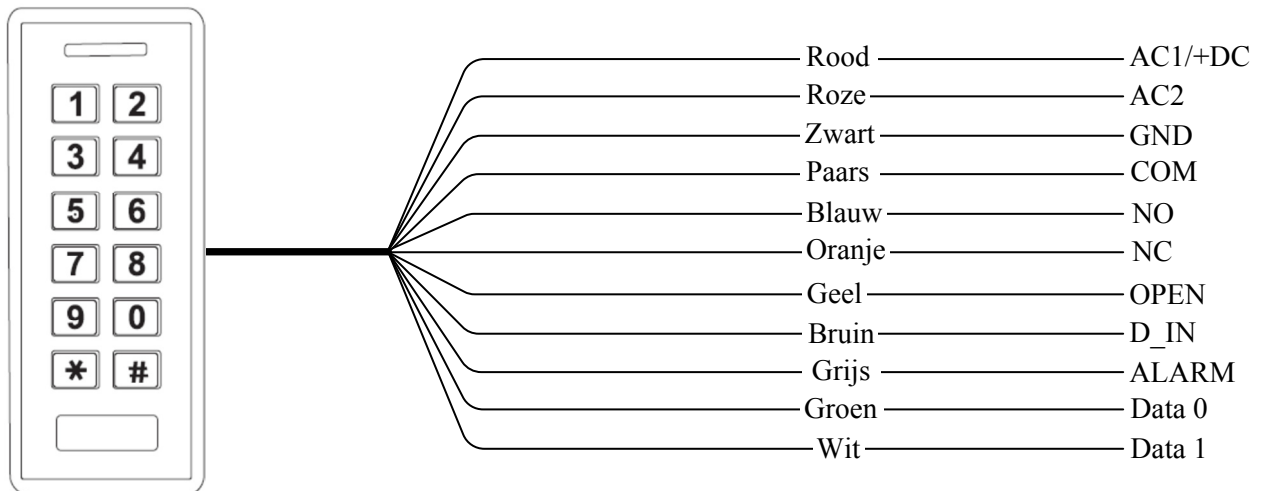 1 2
3 4
5 6
7 8
9 0
* #
Rood AC1/+DC
Roze AC2
Zwart GND
Paars COM
Blauw NO
Oranje NC
Geel OPEN
Bruin D_IN
Grijs ALARM
Groen Data 0
Wit Data 1